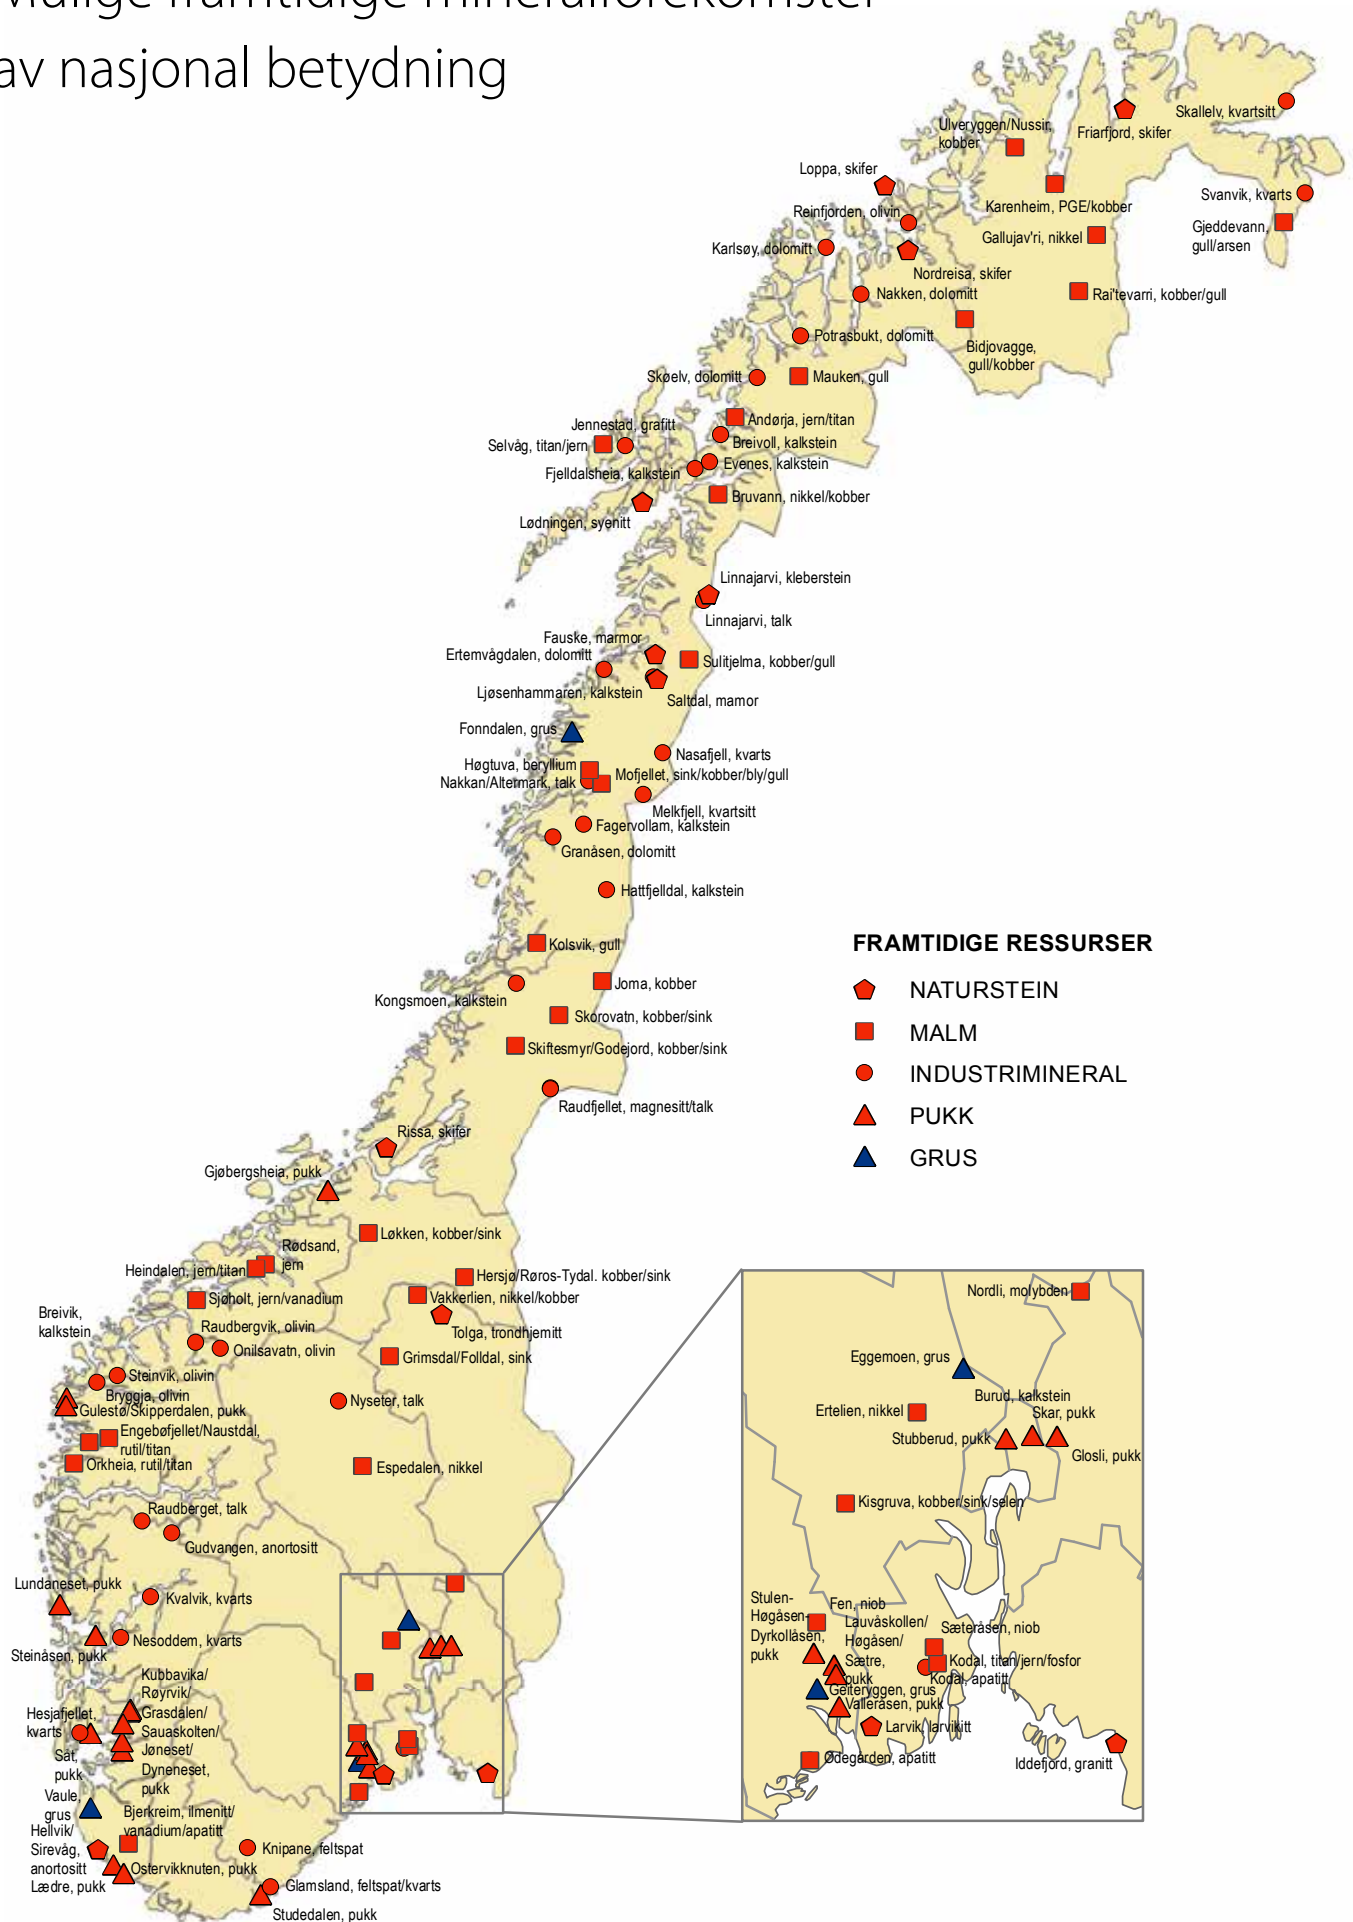 av nasjonal betydning
Skallelv, kvartsitt
Friarfjord, skifer
Ulveryggen/Nussir,
kobber
Loppa, skifer
Svanvik, kvarts
Karenheim, PGE/kobber
Reinfjorden, olivin
Gjeddevann,
gull/arsen
Gallujav'ri, nikkel
Karlsøy, dolomitt
Nordreisa, skifer
Nakken, dolomitt
Rai'tevarri, kobber/gull
Potrasbukt, dolomitt
Bidjovagge,
gull/kobber
Skøelv, dolomitt
Mauken, gull
Andørja, jern/titan
Jennestad, grafitt
Breivoll, kalkstein
Selvåg, titan/jern
Evenes, kalkstein
Fjelldalsheia, kalkstein
Bruvann, nikkel/kobber
Lødningen, syenitt
Linnajarvi, kleberstein
Linnajarvi, talk
Fauske, marmor
Ertemvågdalen, dolomitt
Sulitjelma, kobber/gull
Ljøsenhammaren, kalkstein
Saltdal, mamor
Fonndalen, grus
Nasafjell, kvarts
Høgtuva, beryllium
Mofjellet, sink/kobber/bly/gull
Nakkan/Altermark, talk
Melkfjell, kvartsitt
Fagervollam, kalkstein
Granåsen, dolomitt
Hattfjelldal, kalkstein
Kolsvik, gull
Joma, kobber
Kongsmoen, kalkstein
Skorovatn, kobber/sink
Skiftesmyr/Godejord, kobber/sink
Raudfjellet, magnesitt/talk
FRAMTIDIGE RESSURSER
NATURSTEIN
MALM
INDUSTRIMINERAL
PUKK
GRUS
Rissa, skifer
Gjøbergsheia, pukk
Løkken, kobber/sink
Rødsand,
jern
Heindalen, jern/titan
Hersjø/Røros-Tydal. kobber/sink
Vakkerlien, nikkel/kobber
Sjøholt, jern/vanadium
Breivik,
kalkstein
Raudbergvik, olivin
Tolga, trondhjemitt
Onilsavatn, olivin
Grimsdal/Folldal, sink
Steinvik, olivin
Bryggja, olivin
Nyseter, talk
Gulestø/Skipperdalen, pukk
Engebøfjellet/Naustdal,
rutil/titan
Orkheia, rutil/titan
Espedalen, nikkel
Raudberget, talk
Gudvangen, anortositt
Lundaneset, pukk
Kvalvik, kvarts
Nesoddem, kvarts
Steinåsen, pukk
Kubbavika/
Røyrvik/
Grasdalen/
Sauaskolten/
Jøneset/
Dyneneset,
pukk
Hesjafjellet,
kvarts
Såt,
pukk
Vaule,
grus
Bjerkreim, ilmenitt/
vanadium/apatitt
Hellvik/
Sirevåg,
anortositt
Knipane, feltspat
Ostervikknuten, pukk
Lædre, pukk
Glamsland, feltspat/kvarts
Studedalen, pukk
Nordli, molybden
Eggemoen, grus
Burud, kalkstein
Ertelien, nikkel
Skar, pukk
Stubberud, pukk
Glosli, pukk
Kisgruva, kobber/sink/selen
Stulen-
Høgåsen-
Dyrkollåsen,
pukk
Fen, niob
Lauvåskollen/
Høgåsen/
Sætre,
pukk
Sæteråsen, niob
Kodal, titan/jern/fosfor
Kodal, apatitt
Geiteryggen, grus
Valleråsen, pukk
Larvik, larvikitt
Ødegården, apatitt
Iddefjord, granitt